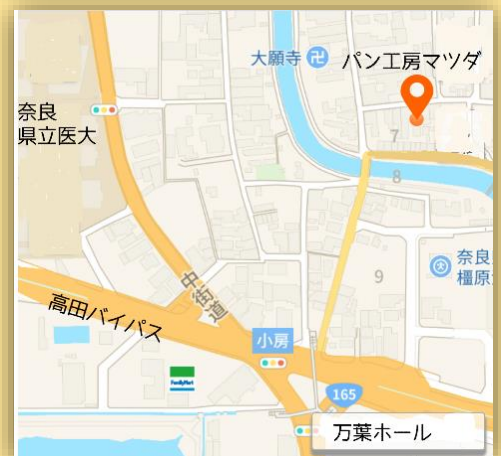 大願寺 卍
パン工房マツダ
奈良
県立医大
7
8
奈良
橿原
9
中街道
高田バイパス
小房
FamilyMart
165
万葉ホール